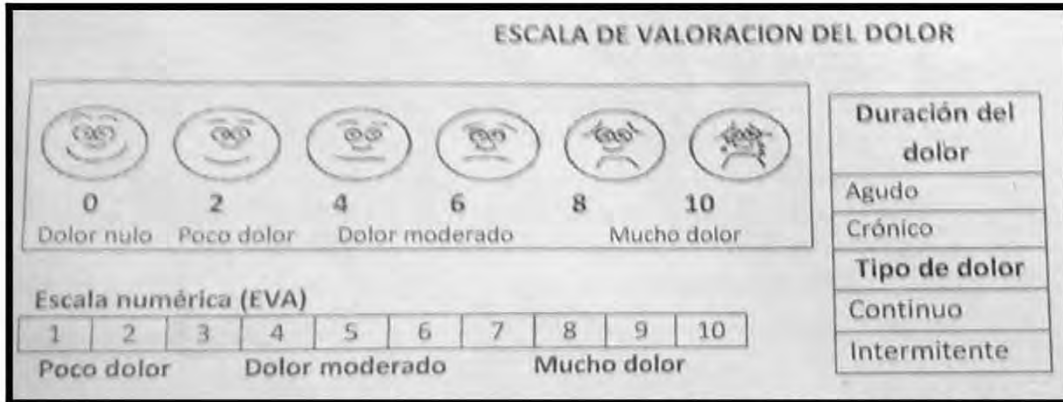 ESCALA DE VALORACION DEL DOLOR
0 2 4 6 8 10
Dolor nulo Poco dolor Dolor moderado Mucho dolor
Escala numérica (EVA)
1 2 3 4 5 6 7 8 9 10
Poco dolor Dolor moderado Mucho dolor
Duración del
dolor
Agudo
Crónico
Tipo de dolor
Continuo
Intermitente